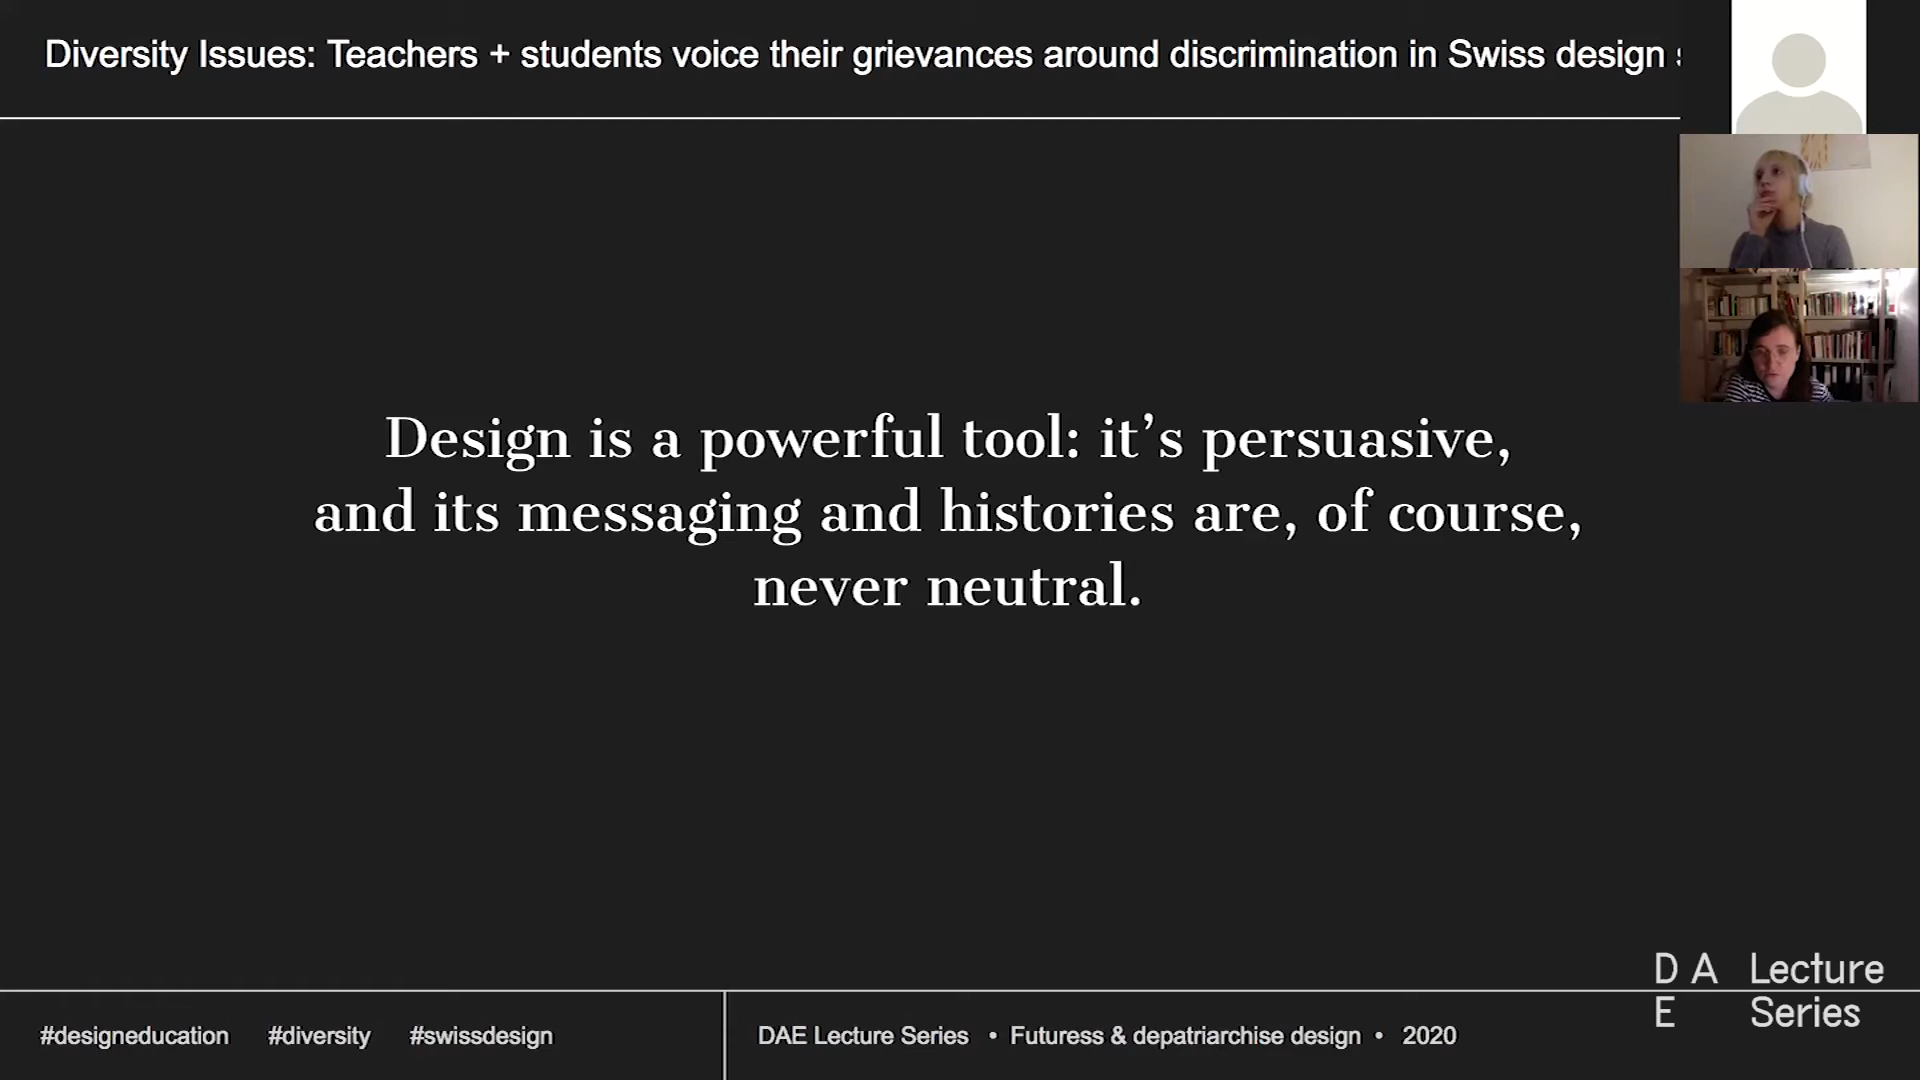 Diversity Issues: Teachers + students voice their grievances around discrimination in Swiss design
Design is a powerful tool: it’s persuasive,
and its messaging and histories are, of course,
never neutral.
#designeducation #diversity #swissdesign
DAE Lecture Series • Futuress & depatriarchise design • 2020
D A Lecture
E Series